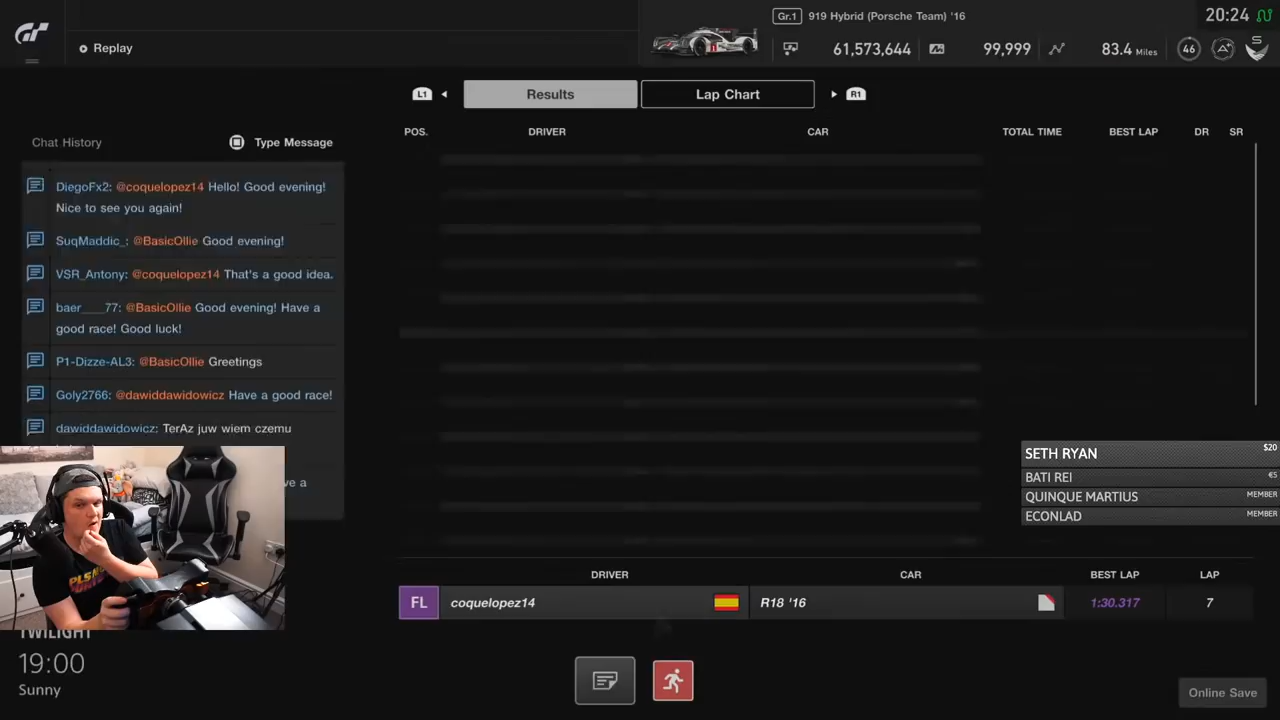 Gr.1 919 Hybrid (Porsche Team) '16
20:24
Replay
61,573,644
99,999
83.4 Miles
46
S
L1
Results
Lap Chart
R1
POS.
DRIVER
CAR
TOTAL TIME
BEST LAP
DR
SR
Chat History
Type Message
DiegoFx2: @coquelopez14 Hello! Good evening!
Nice to see you again!
SuqMaddic_: @BasicOllie Good evening!
VSR_Antony: @coquelopez14 That's a good idea.
baer____77: @BasicOllie Good evening! Have a
good race! Good luck!
P1-Dizze-AL3: @BasicOllie Greetings
Goly2766: @dawiddawidowicz Have a good race!
dawiddawidowicz: TerAz juw wiem czemu
ve a
SETH RYAN $20
BATI REI €5
QUINQUE MARTIUS MEMBER
ECONLAD MEMBER
DRIVER
CAR
BEST LAP
LAP
FL
coquelopez14
R18 '16
1:30.317
7
TWILIGHT
19:00
Sunny
Online Save